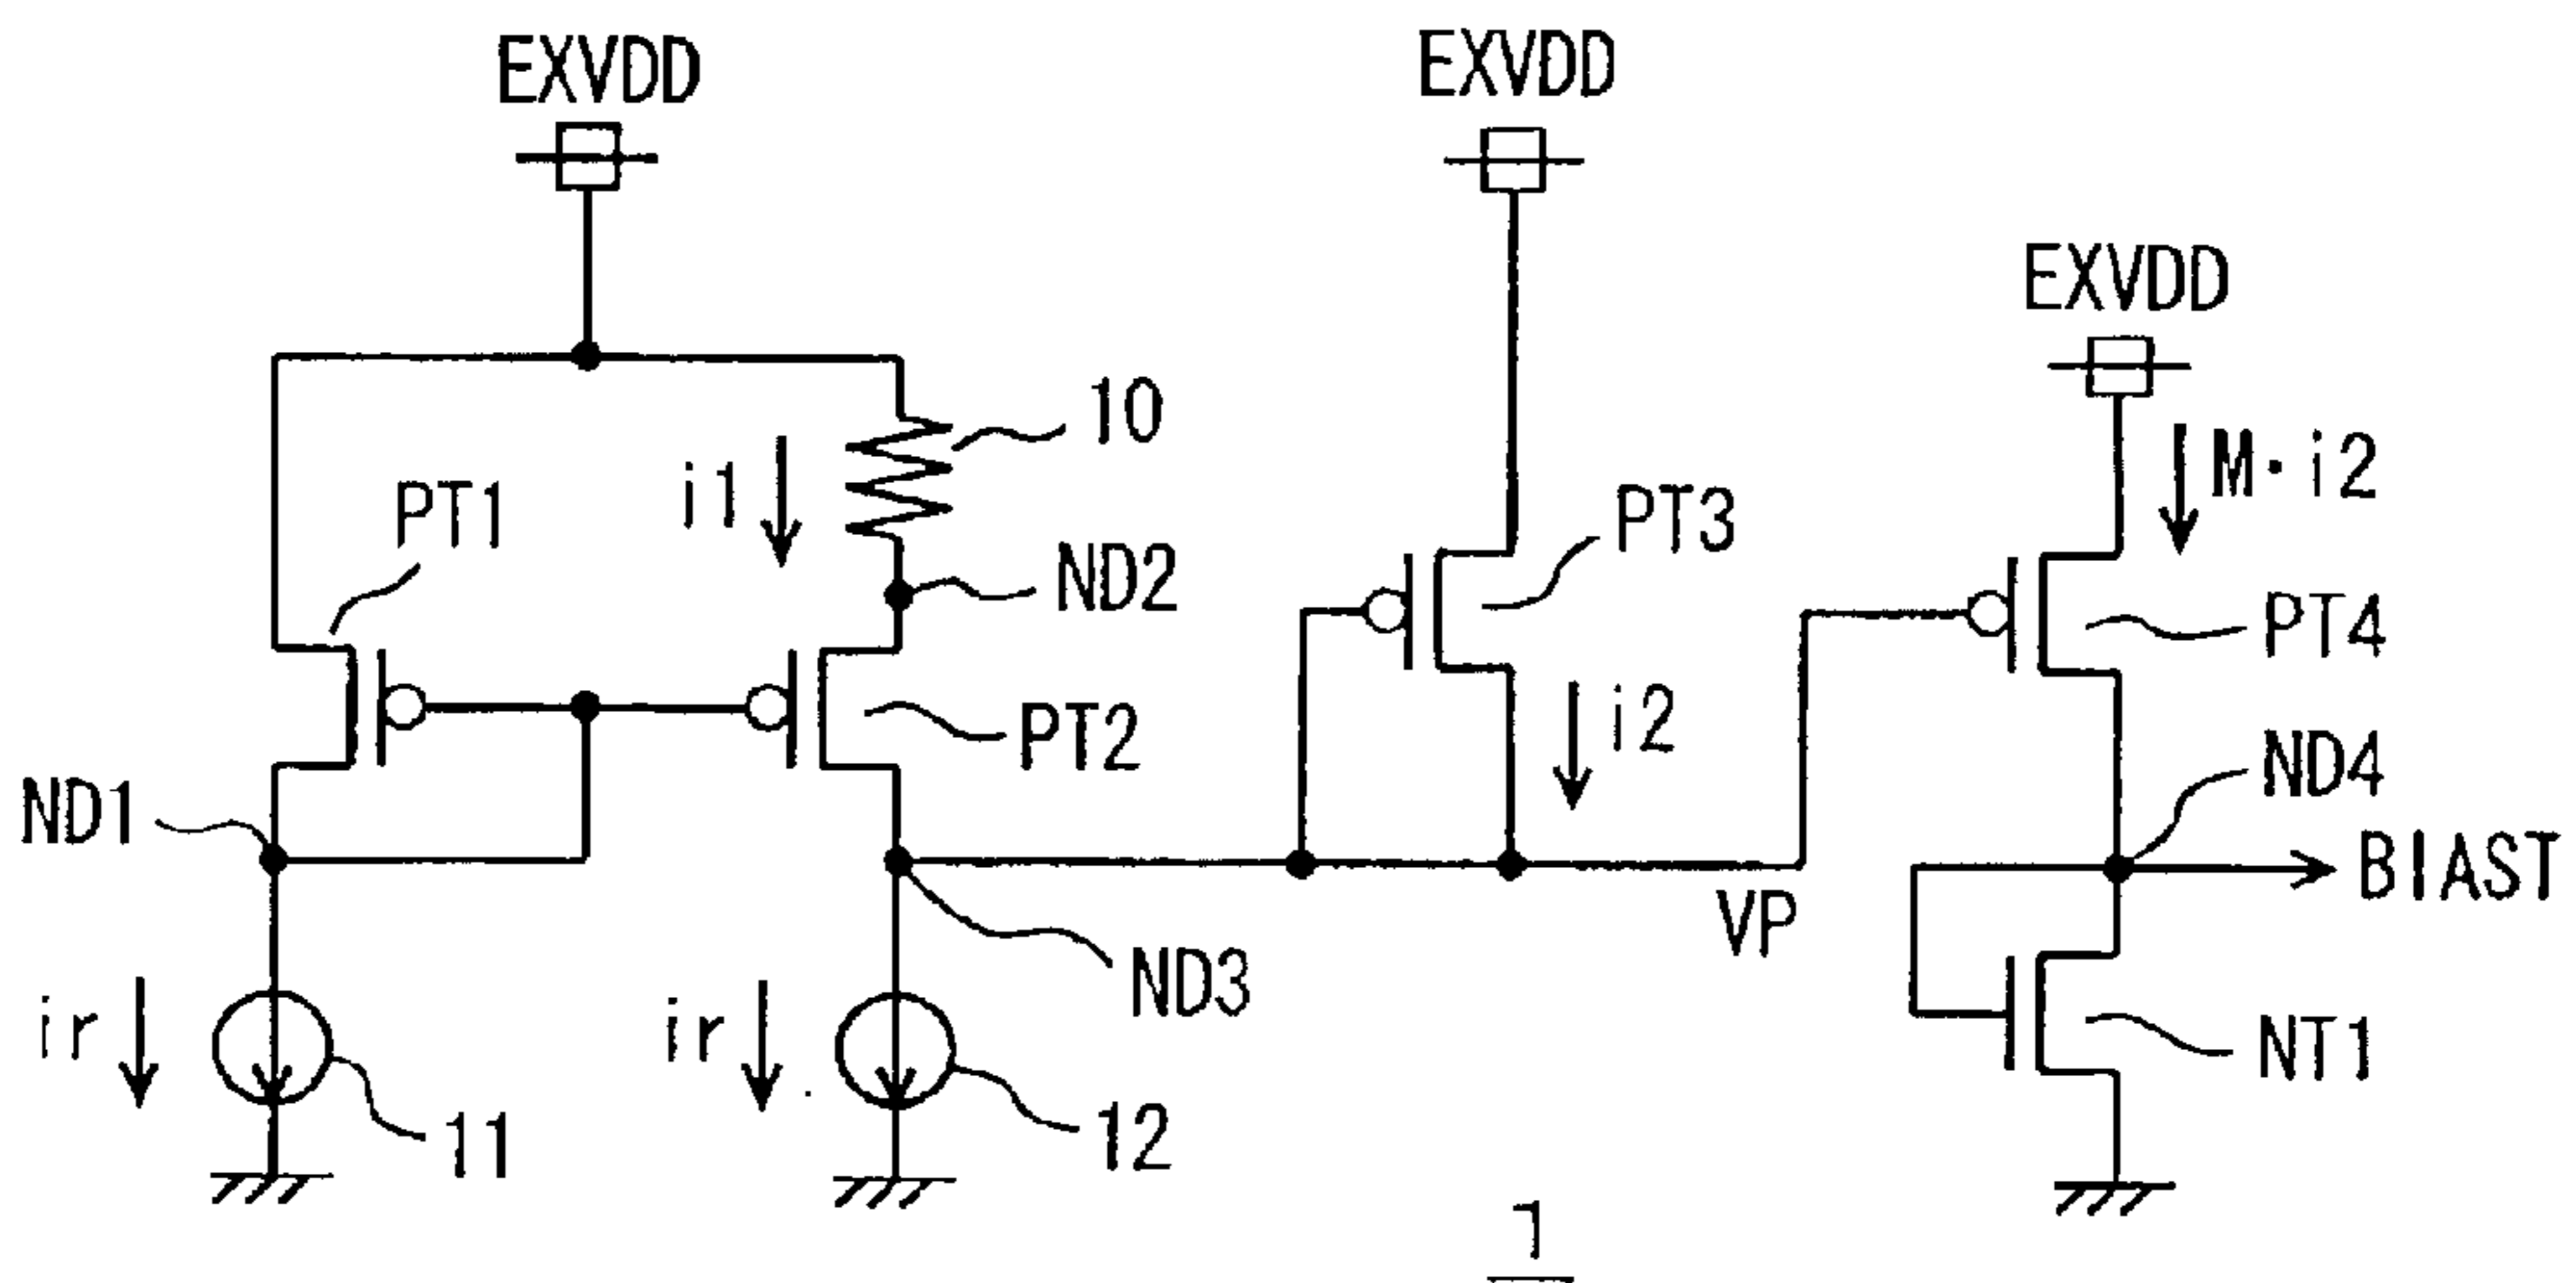 EXVDD
EXVDD
EXVDD
10
i1
M·i2
PT1
PT3
ND2
PT4
PT2
i2
ND1
ND4
BIAST
VP
ND3
ir
ir
NT1
11
12
1